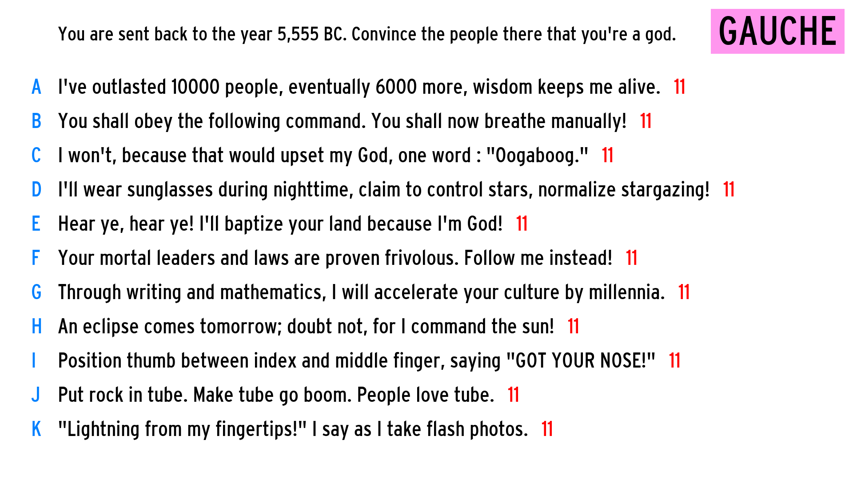 You are sent back to the year 5,555 BC. Convince the people there that you're a god.
GAUCHE
A I've outlasted 10000 people, eventually 6000 more, wisdom keeps me alive. 11
B You shall obey the following command. You shall now breathe manually! 11
C I won't, because that would upset my God, one word : "Oogaboog." 11
D I'll wear sunglasses during nighttime, claim to control stars, normalize stargazing! 11
E Hear ye, hear ye! I'll baptize your land because I'm God! 11
F Your mortal leaders and laws are proven frivolous. Follow me instead! 11
G Through writing and mathematics, I will accelerate your culture by millennia. 11
H An eclipse comes tomorrow; doubt not, for I command the sun! 11
I Position thumb between index and middle finger, saying "GOT YOUR NOSE!" 11
J Put rock in tube. Make tube go boom. People love tube. 11
K "Lightning from my fingertips!" I say as I take flash photos. 11